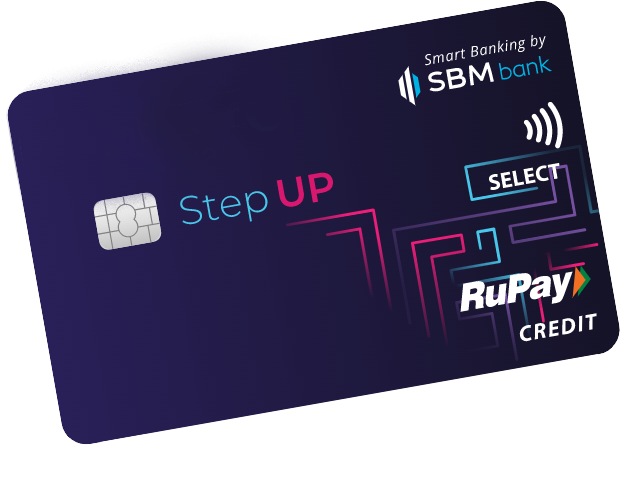 Smart Banking by
SBM bank
SELECT
Step UP
RuPay
CREDIT